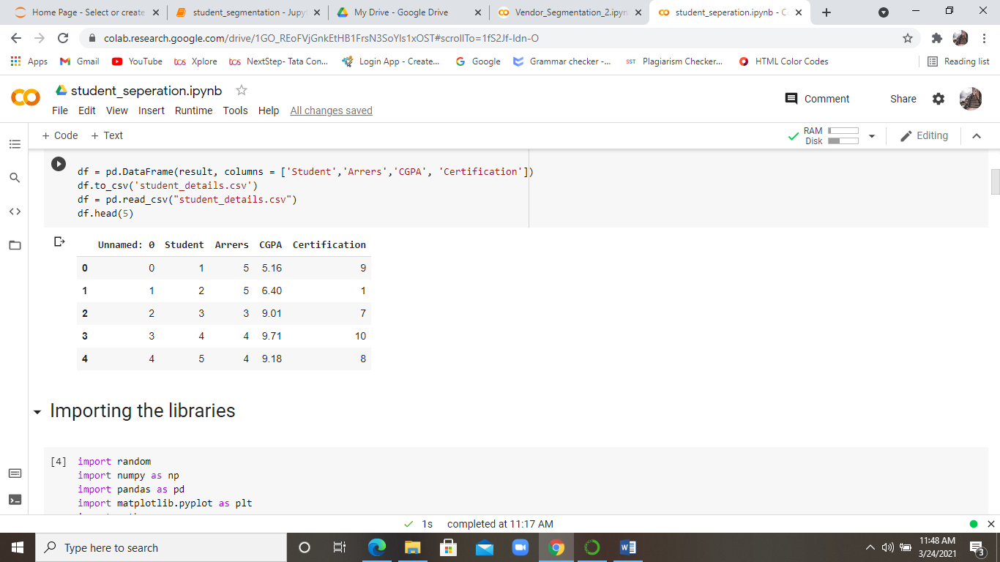 Home Page - Select or create
student_segmentation - Jupy
My Drive - Google Drive
Vendor_Segmentation_2.ipyn
student_seperation.ipynb - C
colab.research.google.com/drive/1GO_REoFVjGnkEtHB1FrsN3SoYls1xOST#scrollTo=1fS2Jf-Idn-O
Apps
Gmail
YouTube
tcs Xplore
tcs NextStep- Tata Con...
Login App - Create...
Google
Grammar checker -...
SST Plagiarism Checker...
HTML Color Codes
Reading list
student_seperation.ipynb
Comment
Share
File Edit View Insert Runtime Tools Help All changes saved
+ Code + Text
RAM
Disk
Editing
df = pd.DataFrame(result, columns = ['Student','Arrers','CGPA', 'Certification'])
df.to_csv('student_details.csv')
df = pd.read_csv("student_details.csv")
df.head(5)
Unnamed: 0 Student Arrers CGPA Certification
0 0 1 5 5.16 9
1 1 2 5 6.40 1
2 2 3 3 9.01 7
3 3 4 4 9.71 10
4 4 5 4 9.18 8
Importing the libraries
[4] import random
import numpy as np
import pandas as pd
import matplotlib.pyplot as plt
1s completed at 11:17 AM
Type here to search
11:48 AM
3/24/2021
3